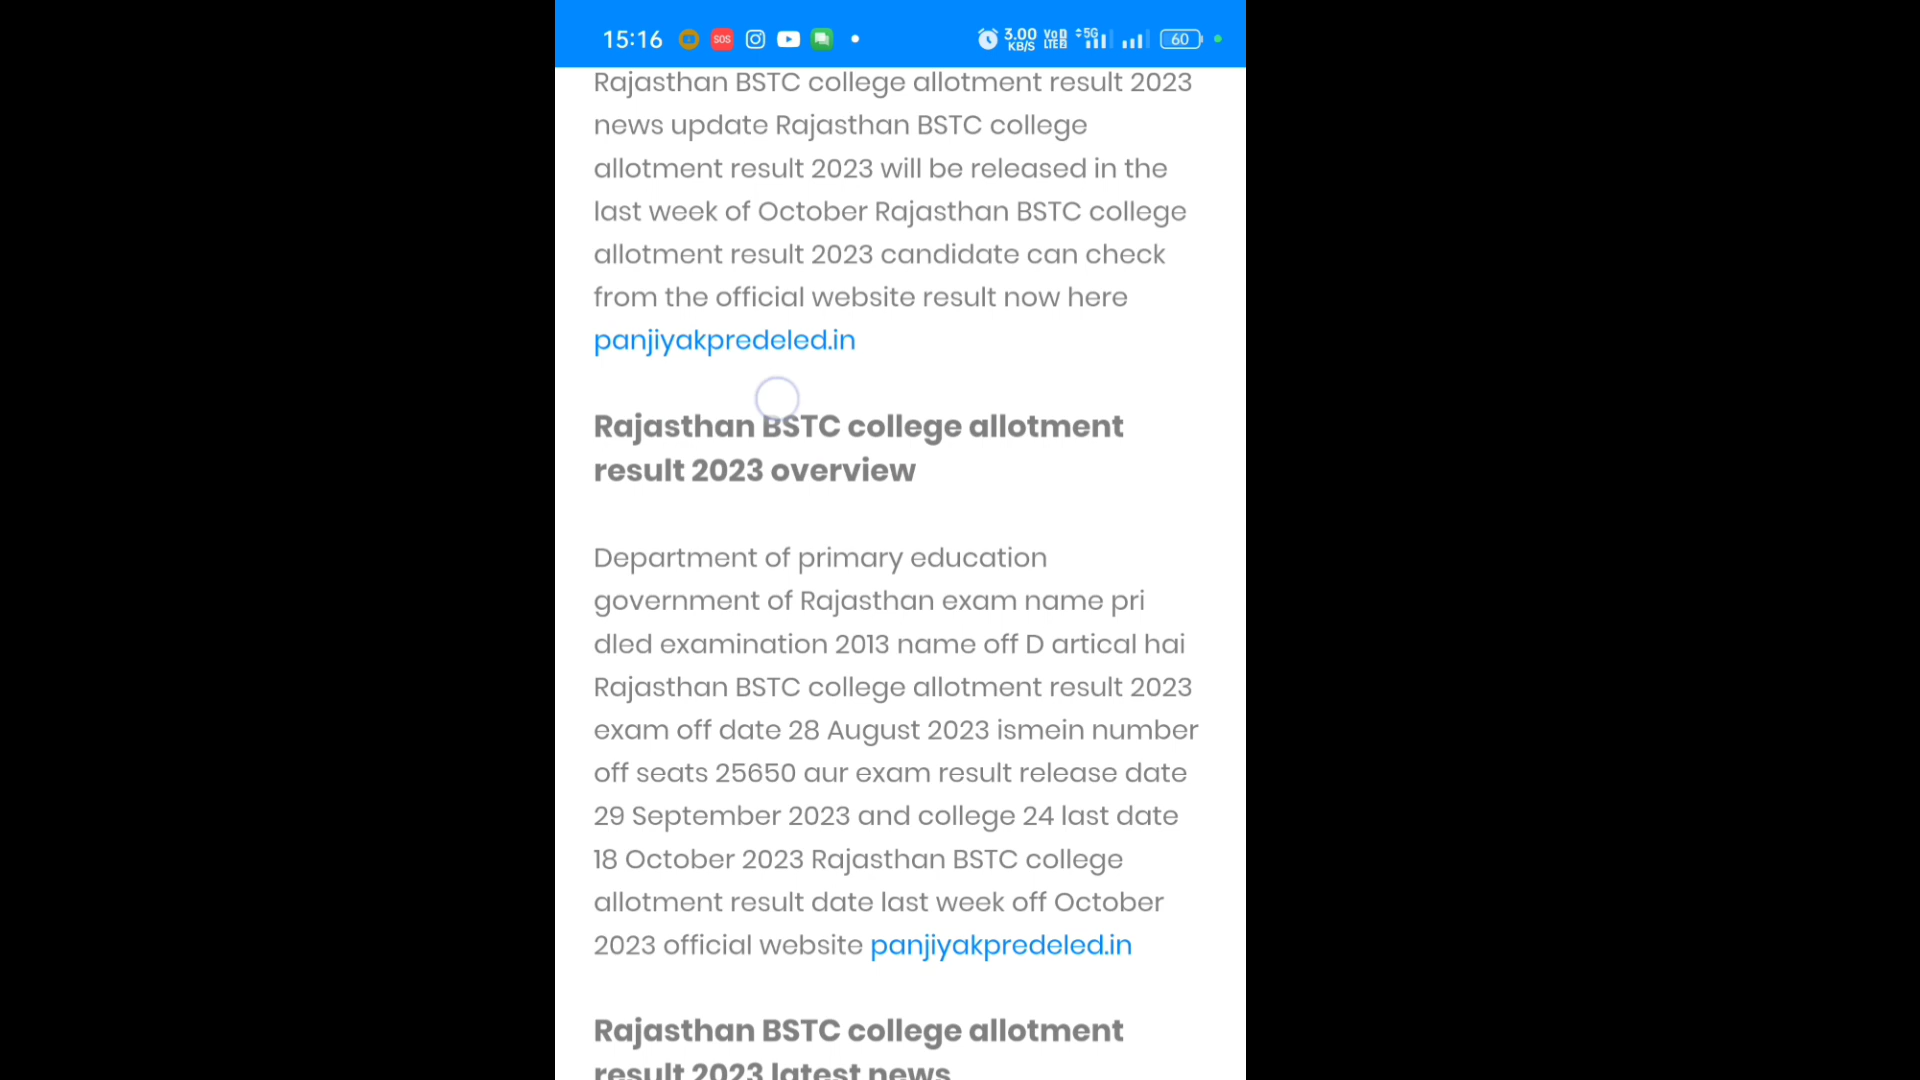 15:16 SOS 3.00 KB/S VoD LTE2 5G 60
Rajasthan BSTC college allotment result 2023
news update Rajasthan BSTC college
allotment result 2023 will be released in the
last week of October Rajasthan BSTC college
allotment result 2023 candidate can check
from the official website result now here
panjiyakpredeled.in
Rajasthan BSTC college allotment
result 2023 overview
Department of primary education
government of Rajasthan exam name pri
dled examination 2013 name off D artical hai
Rajasthan BSTC college allotment result 2023
exam off date 28 August 2023 ismein number
off seats 25650 aur exam result release date
29 September 2023 and college 24 last date
18 October 2023 Rajasthan BSTC college
allotment result date last week off October
2023 official website panjiyakpredeled.in
Rajasthan BSTC college allotment
result 2023 latest news